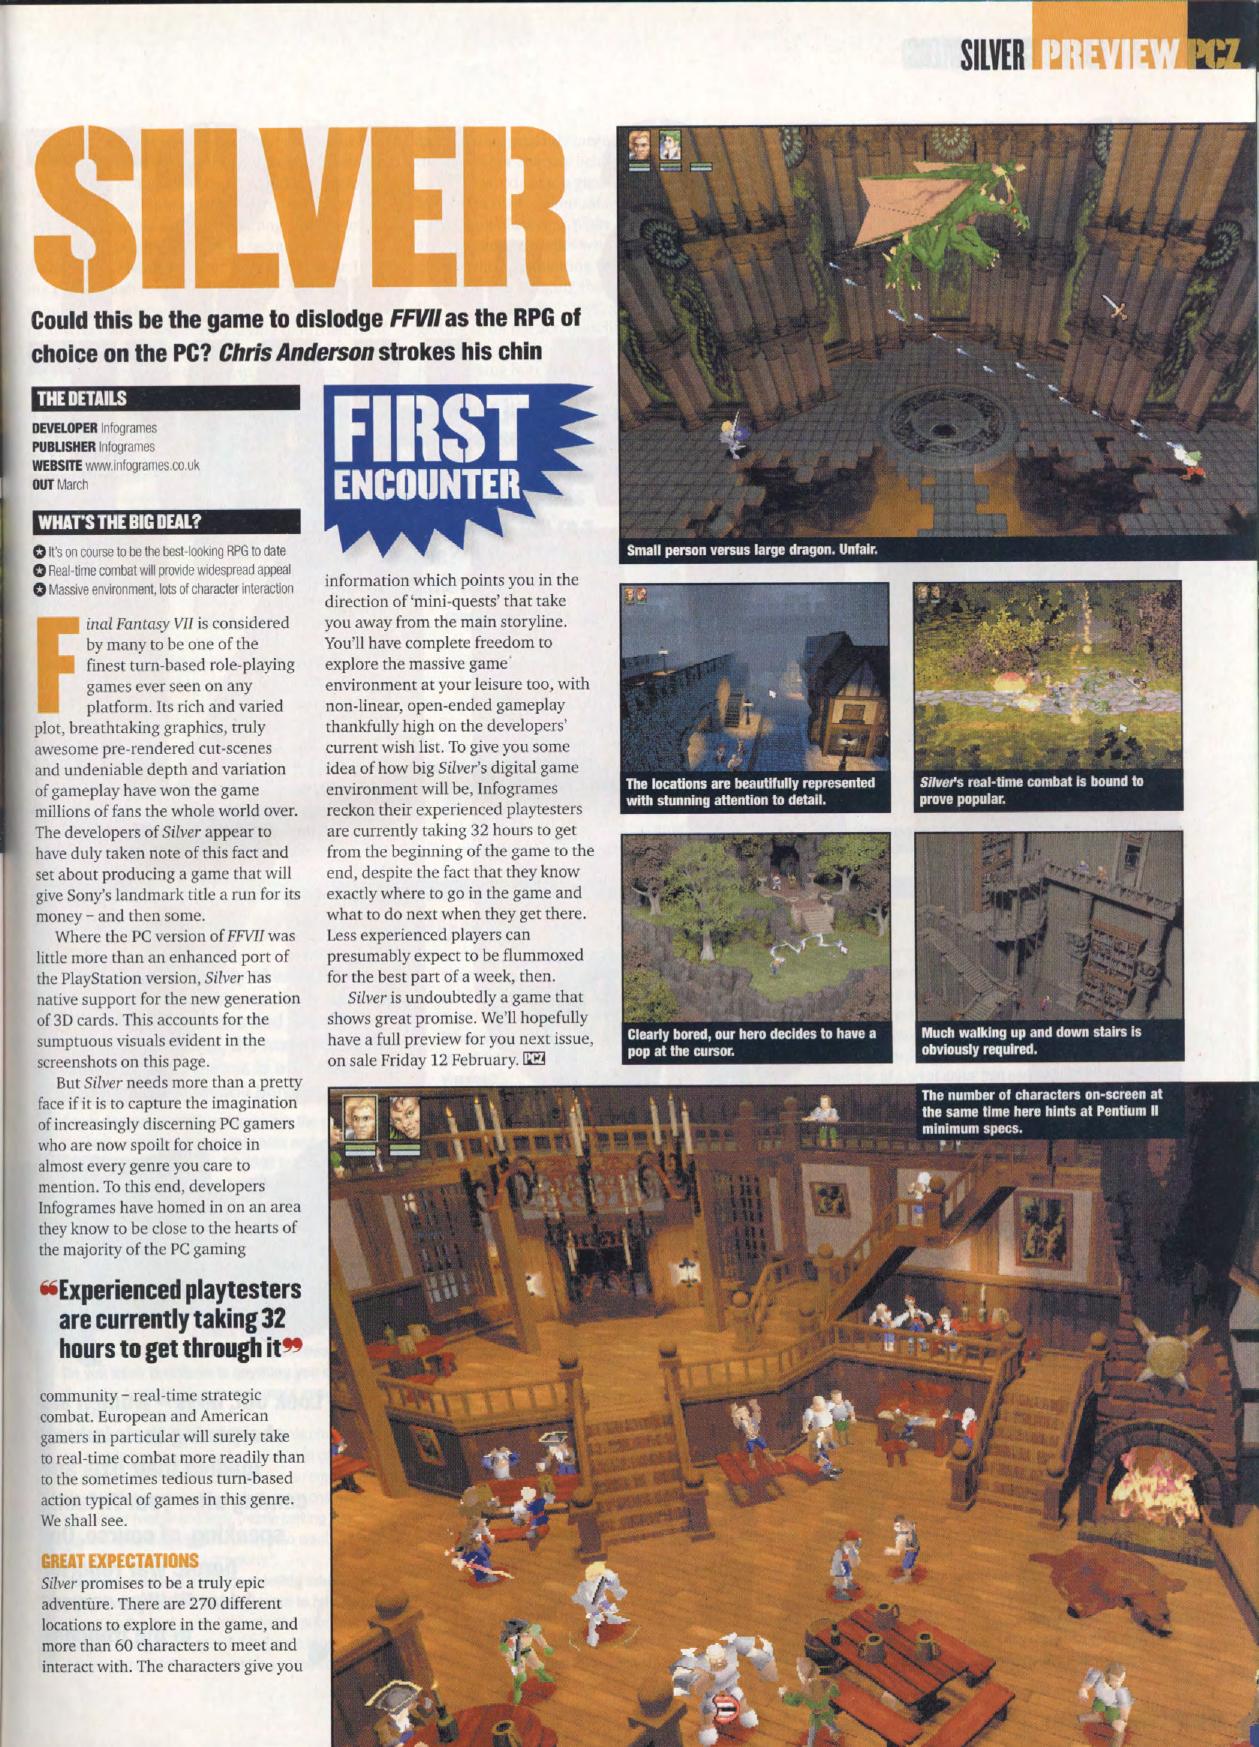 SILVER PREVIEW PCZ
SILVER
Could this be the game to dislodge FFVII as the RPG of
choice on the PC? Chris Anderson strokes his chin
THE DETAILS
DEVELOPER Infogrames
PUBLISHER Infogrames
WEBSITE www.infogrames.co.uk
OUT March
WHAT'S THE BIG DEAL?
It's on course to be the best-looking RPG to date
Real-time combat will provide widespread appeal
Massive environment, lots of character interaction
Final Fantasy VII is considered
by many to be one of the
finest turn-based role-playing
games ever seen on any
platform. Its rich and varied
plot, breathtaking graphics, truly
awesome pre-rendered cut-scenes
and undeniable depth and variation
of gameplay have won the game
millions of fans the whole world over.
The developers of Silver appear to
have duly taken note of this fact and
set about producing a game that will
give Sony's landmark title a run for its
money – and then some.
Where the PC version of FFVII was
little more than an enhanced port of
the PlayStation version, Silver has
native support for the new generation
of 3D cards. This accounts for the
sumptuous visuals evident in the
screenshots on this page.
But Silver needs more than a pretty
face if it is to capture the imagination
of increasingly discerning PC gamers
who are now spoilt for choice in
almost every genre you care to
mention. To this end, developers
Infogrames have homed in on an area
they know to be close to the hearts of
the majority of the PC gaming
“Experienced playtesters
are currently taking 32
hours to get through it”
community – real-time strategic
combat. European and American
gamers in particular will surely take
to real-time combat more readily than
to the sometimes tedious turn-based
action typical of games in this genre.
We shall see.
GREAT EXPECTATIONS
Silver promises to be a truly epic
adventure. There are 270 different
locations to explore in the game, and
more than 60 characters to meet and
interact with. The characters give you
FIRST
ENCOUNTER
information which points you in the
direction of 'mini-quests' that take
you away from the main storyline.
You'll have complete freedom to
explore the massive game
environment at your leisure too, with
non-linear, open-ended gameplay
thankfully high on the developers'
current wish list. To give you some
idea of how big Silver's digital game
environment will be, Infogrames
reckon their experienced playtesters
are currently taking 32 hours to get
from the beginning of the game to the
end, despite the fact that they know
exactly where to go in the game and
what to do next when they get there.
Less experienced players can
presumably expect to be flummoxed
for the best part of a week, then.
Silver is undoubtedly a game that
shows great promise. We'll hopefully
have a full preview for you next issue,
on sale Friday 12 February. PCZ
Small person versus large dragon. Unfair.
The locations are beautifully represented
with stunning attention to detail.
Silver's real-time combat is bound to
prove popular.
Clearly bored, our hero decides to have a
pop at the cursor.
Much walking up and down stairs is
obviously required.
The number of characters on-screen at
the same time here hints at Pentium II
minimum specs.